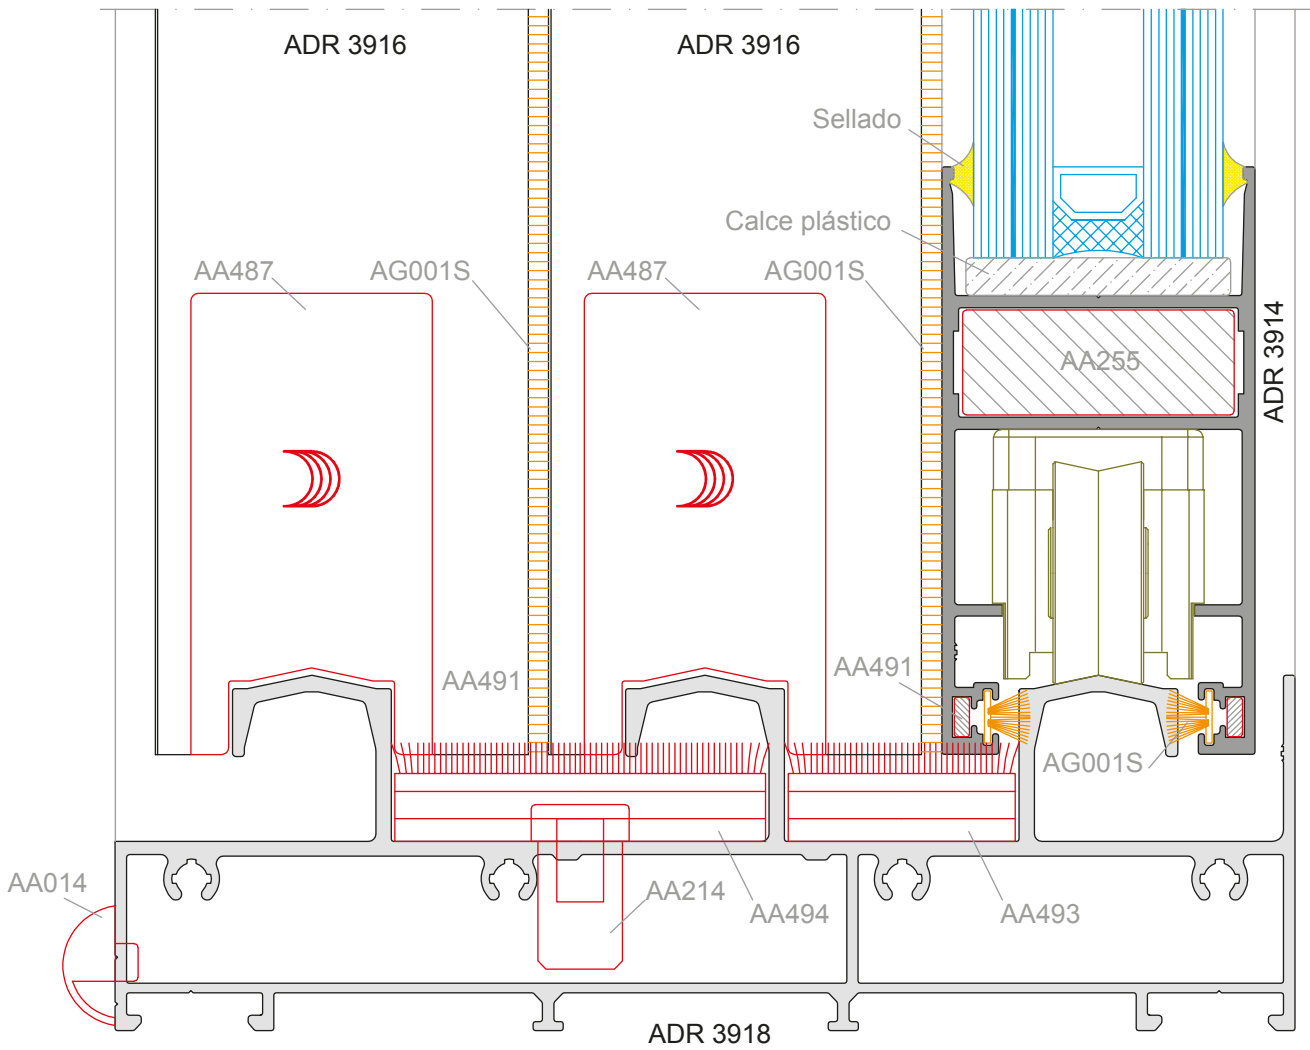 ADR 3916
ADR 3916
Sellado
Calce plástico
AA487
AG001S
AA487
AG001S
ADR 3914
AA255
AA491
AA491
AG001S
AA014
AA214
AA494
AA493
ADR 3918